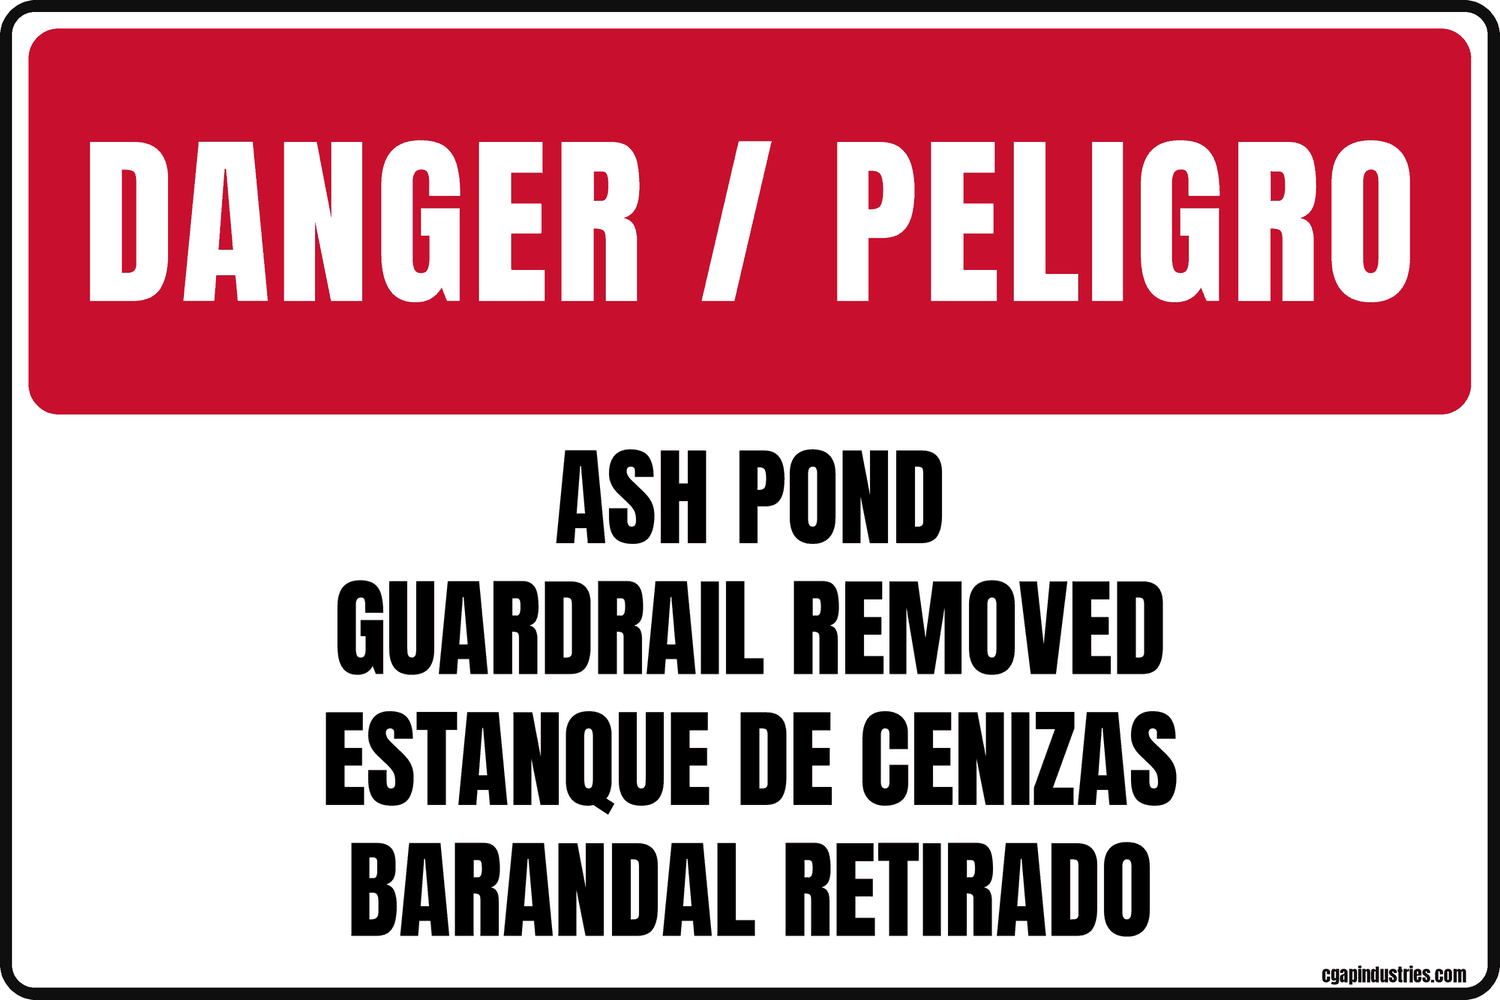 DANGER / PELIGRO
ASH POND
GUARDRAIL REMOVED
ESTANQUE DE CENIZAS
BARANDAL RETIRADO
cgapindustries.com